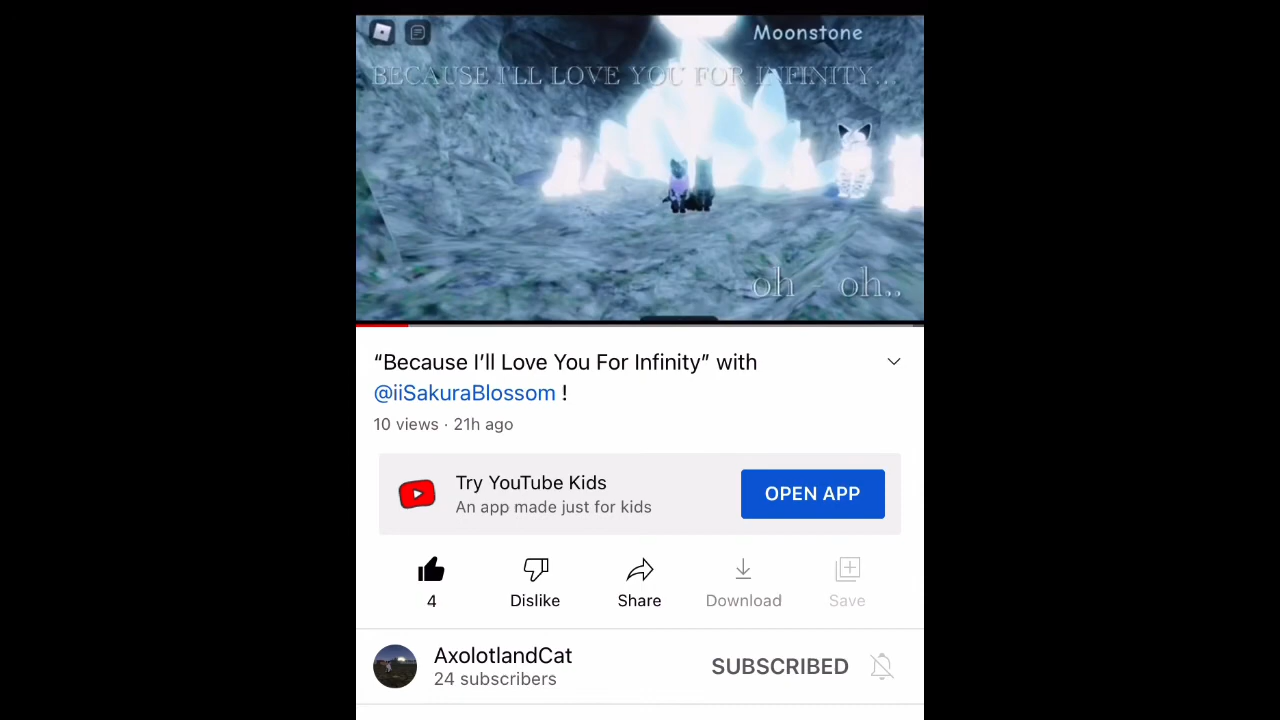 Moonstone
BECAUSE I'LL LOVE YOU FOR INFINITY...
oh - oh..
“Because I’ll Love You For Infinity” with
@iiSakuraBlossom !
10 views · 21h ago
Try YouTube Kids
An app made just for kids
OPEN APP
4
Dislike
Share
Download
Save
AxolotlandCat
24 subscribers
SUBSCRIBED